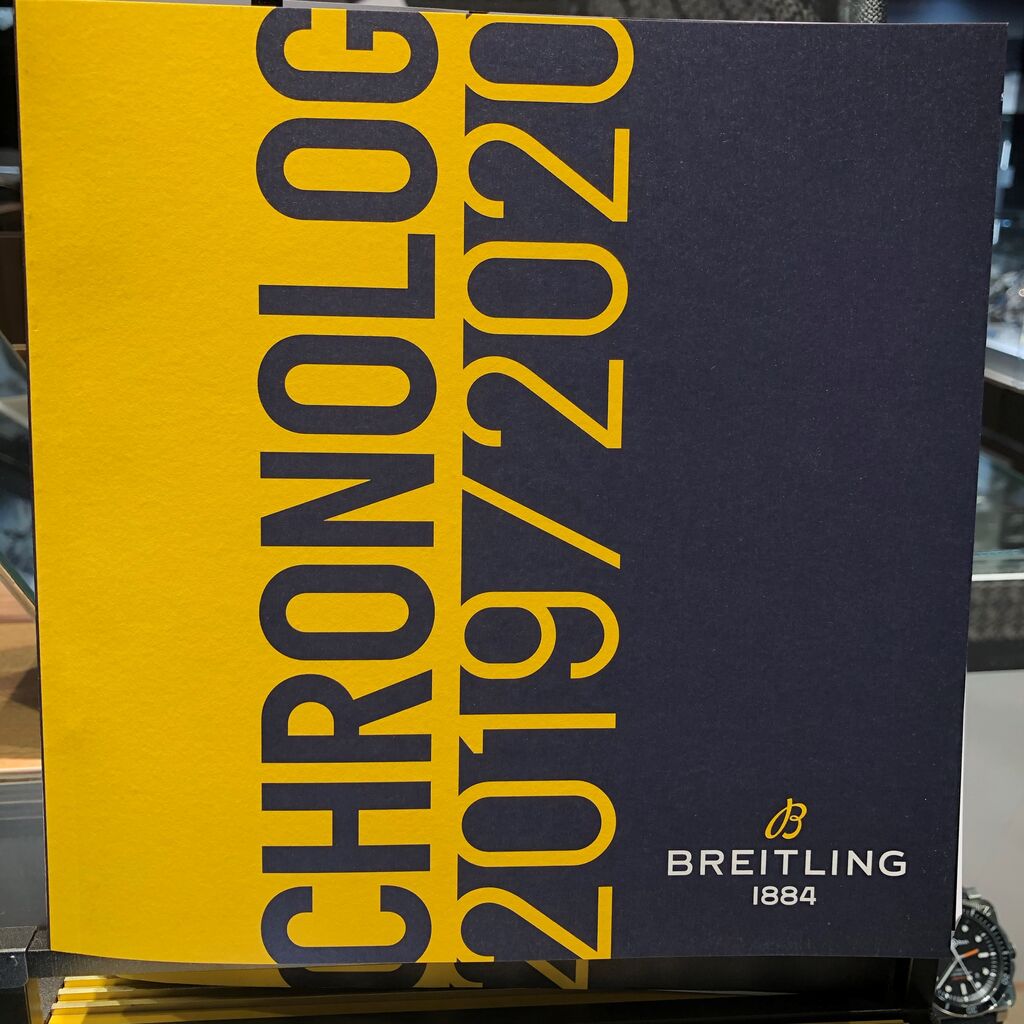 CHRONOLOG
2019/2020
B
BREITLING
1884